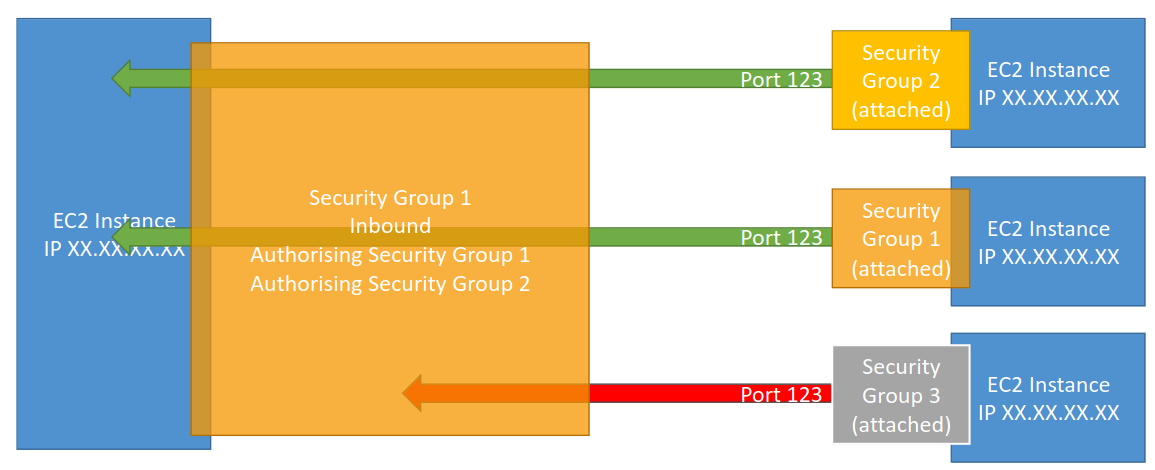 EC2 Instance
IP XX.XX.XX.XX
Security Group 1
Inbound
Authorising Security Group 1
Authorising Security Group 2
Port 123
Security
Group 2
(attached)
EC2 Instance
IP XX.XX.XX.XX
Port 123
Security
Group 1
(attached)
EC2 Instance
IP XX.XX.XX.XX
Port 123
Security
Group 3
(attached)
EC2 Instance
IP XX.XX.XX.XX